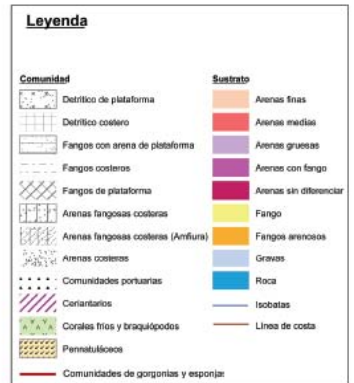 Leyenda
Comunidad
Detrítico de plataforma
Detrítico costero
Fangos con arena de plataforma
Fangos costeros
Fangos de plataforma
Arenas fangosas costeras
Arenas fangosas costeras (Amfiura)
Arenas costeras
Comunidades portuarias
Ceriantarios
Corales fríos y braquiópodos
Pennatuláceos
Comunidades de gorgonias y esponjas
Sustrato
Arenas finas
Arenas medias
Arenas gruesas
Arenas con fango
Arenas sin diferenciar
Fango
Fangos arenosos
Gravas
Roca
Isobatas
Línea de costa